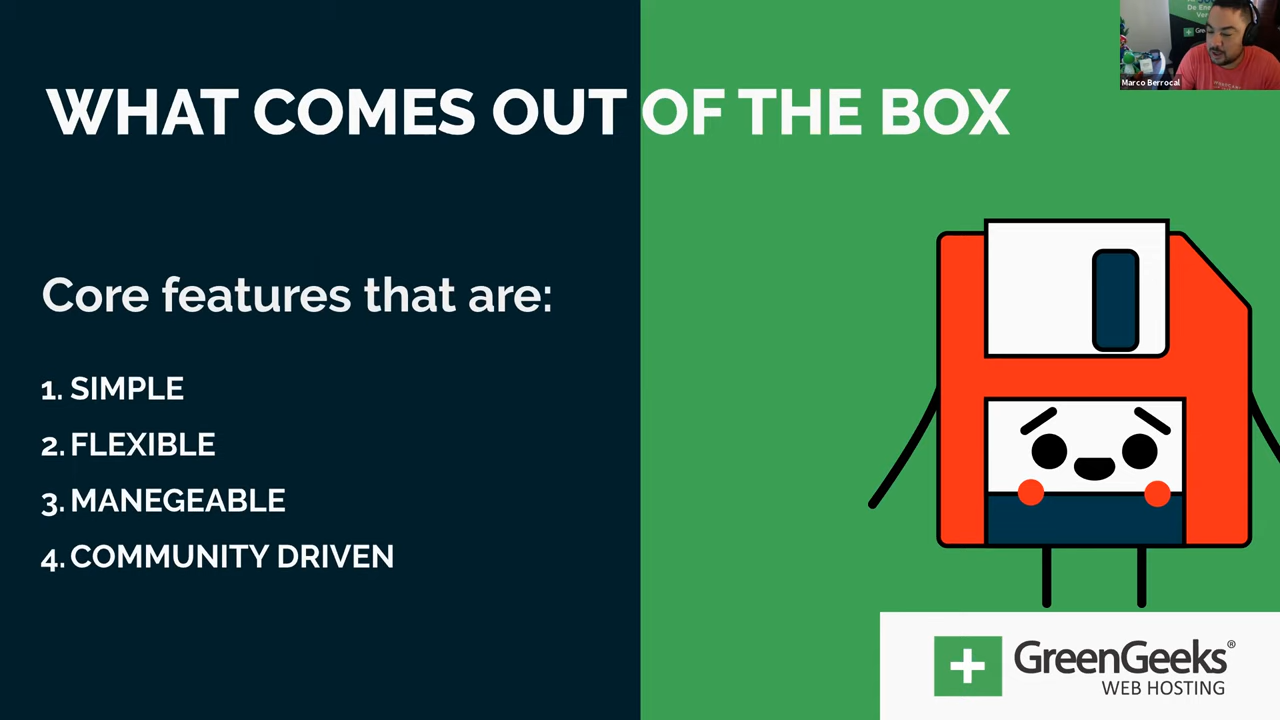 WHAT COMES OUT OF THE BOX
Core features that are:
1. SIMPLE
2. FLEXIBLE
3. MANEGEABLE
4. COMMUNITY DRIVEN
Marco Berrocal
GreenGeeks®
WEB HOSTING